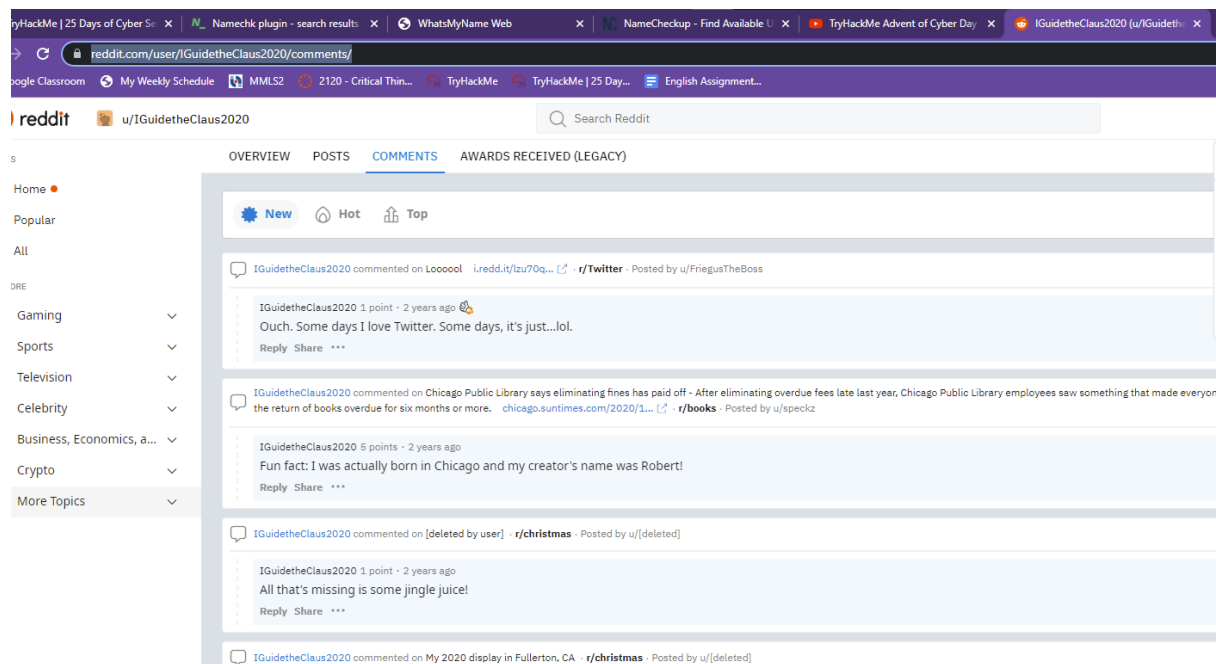 ryHackMe | 25 Days of Cyber Se
Namechk plugin - search results
WhatsMyName Web
NameCheckup - Find Available U
TryHackMe Advent of Cyber Day
IGuidetheClaus2020 (u/IGuidethe
reddit.com/user/IGuidetheClaus2020/comments/
oogle Classroom
My Weekly Schedule
MMLS2
2120 - Critical Thin...
TryHackMe
TryHackMe | 25 Day...
English Assignment...
reddit
u/IGuidetheClaus2020
Search Reddit
OVERVIEW POSTS COMMENTS AWARDS RECEIVED (LEGACY)
S
Home
Popular
All
ORE
Gaming
Sports
Television
Celebrity
Business, Economics, a...
Crypto
More Topics
New Hot Top
IGuidetheClaus2020 commented on Loooool i.redd.it/lzu70q... · r/Twitter · Posted by u/FriegusTheBoss
IGuidetheClaus2020 1 point · 2 years ago
Ouch. Some days I love Twitter. Some days, it's just...lol.
Reply Share ···
IGuidetheClaus2020 commented on Chicago Public Library says eliminating fines has paid off - After eliminating overdue fees late last year, Chicago Public Library employees saw something that made everyon
the return of books overdue for six months or more. chicago.suntimes.com/2020/1... · r/books · Posted by u/speckz
IGuidetheClaus2020 5 points · 2 years ago
Fun fact: I was actually born in Chicago and my creator's name was Robert!
Reply Share ···
IGuidetheClaus2020 commented on [deleted by user] · r/christmas · Posted by u/[deleted]
IGuidetheClaus2020 1 point · 2 years ago
All that's missing is some jingle juice!
Reply Share ···
IGuidetheClaus2020 commented on My 2020 display in Fullerton, CA · r/christmas · Posted by u/[deleted]